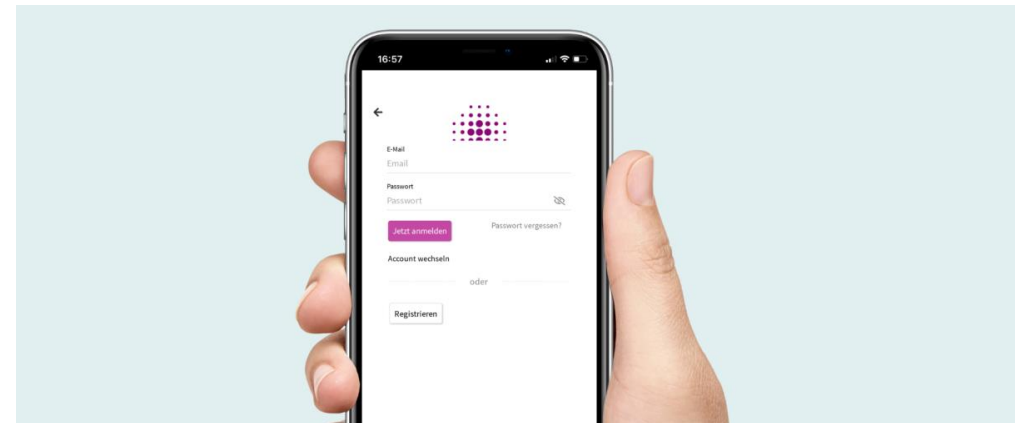 16:57
E-Mail
Email
Passwort
Passwort
Jetzt anmelden
Passwort vergessen?
Account wechseln
oder
Registrieren